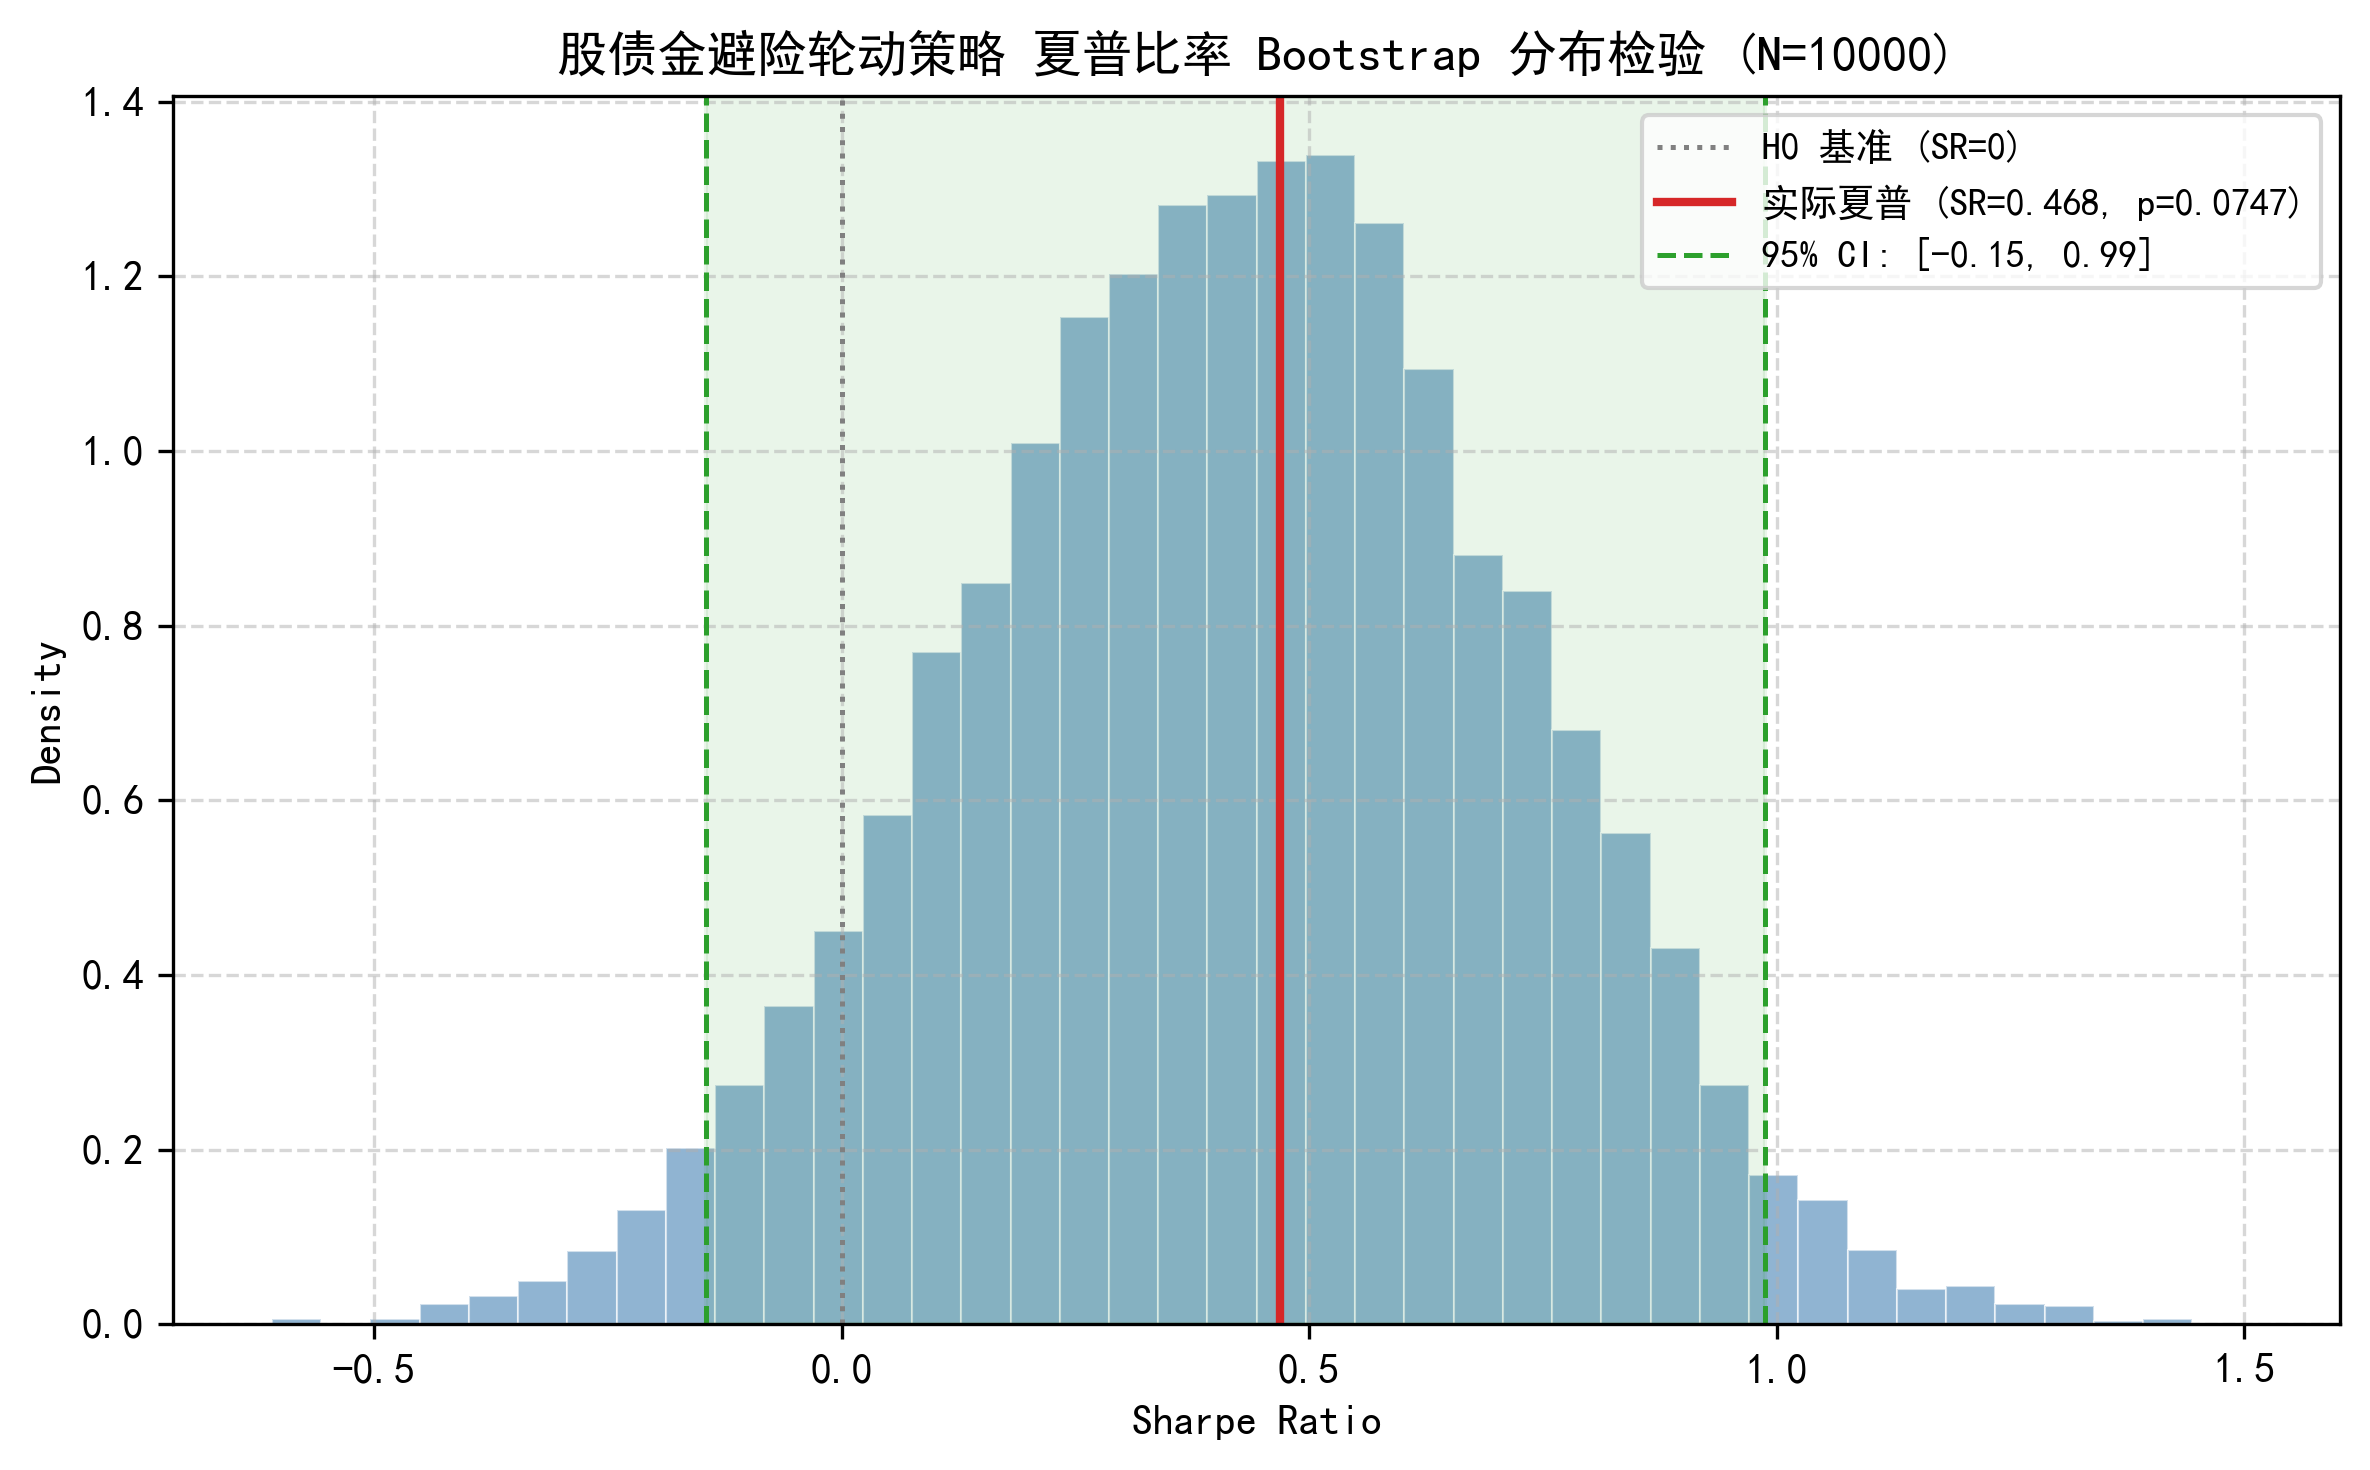 股债金避险轮动策略 夏普比率 Bootstrap 分布检验 (N=10000)
H0 基准 (SR=0)
实际夏普 (SR=0.468, p=0.0747)
95% CI: [-0.15, 0.99]
Density
1.4
1.2
1.0
0.8
0.6
0.4
0.2
0.0
-0.5 0.0 0.5 1.0 1.5
Sharpe Ratio